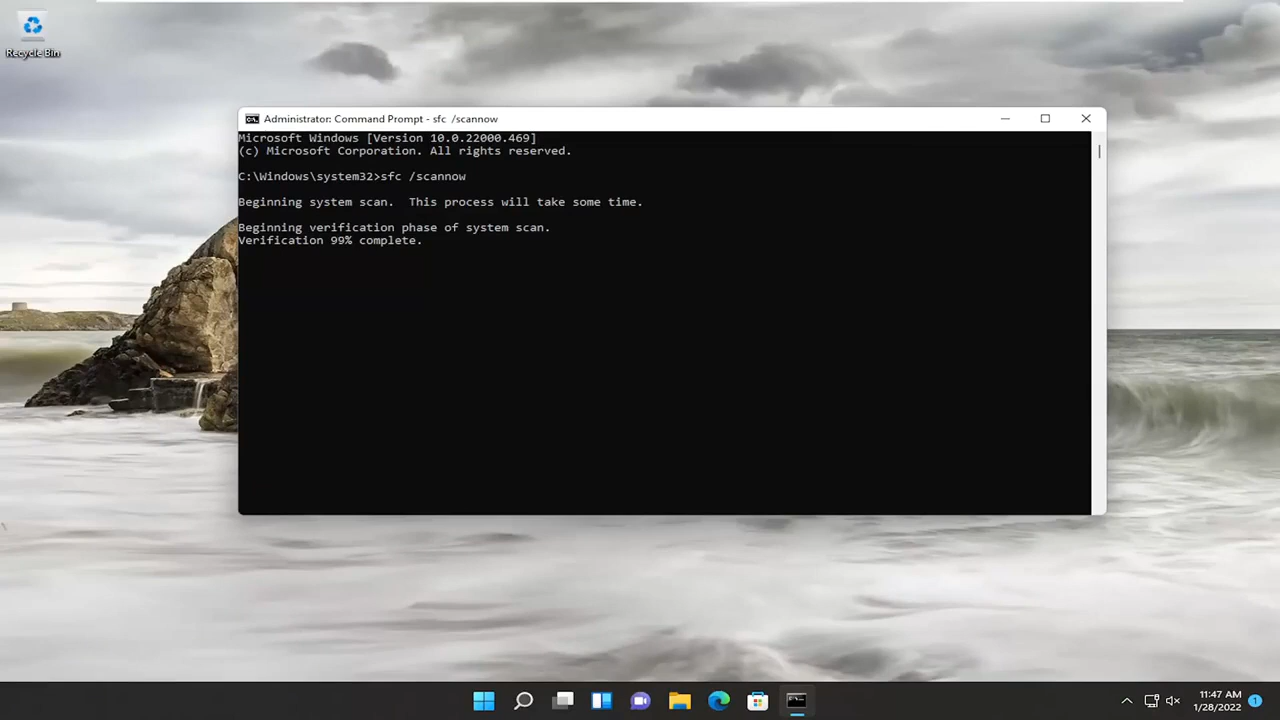 Recycle Bin
Administrator: Command Prompt - sfc  /scannow
Microsoft Windows [Version 10.0.22000.469]
(c) Microsoft Corporation. All rights reserved.
C:\Windows\system32>sfc /scannow
Beginning system scan.  This process will take some time.
Beginning verification phase of system scan.
Verification 99% complete.
11:47 AM
1/28/2022
1